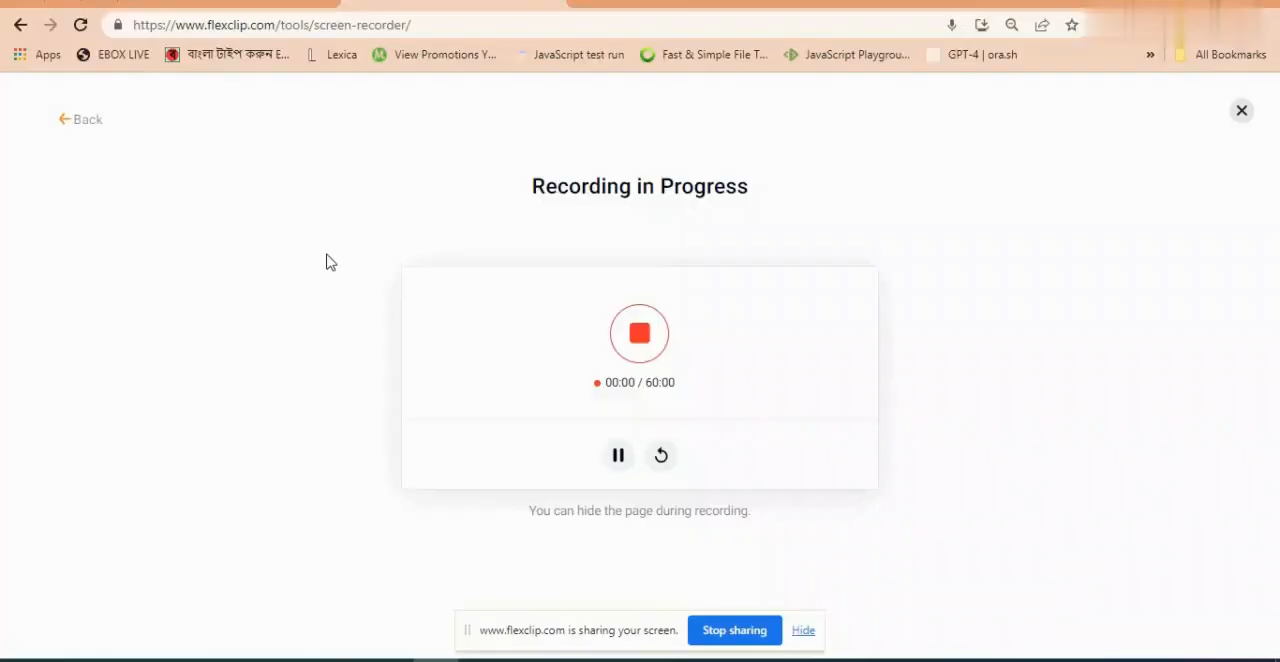 https://www.flexclip.com/tools/screen-recorder/
Apps EBOX LIVE বাংলা টাইপ করুন E... Lexica View Promotions Y... JavaScript test run Fast & Simple File T... JavaScript Playgrou... GPT-4 | ora.sh » All Bookmarks
Back
Recording in Progress
00:00 / 60:00
You can hide the page during recording.
www.flexclip.com is sharing your screen. Stop sharing Hide